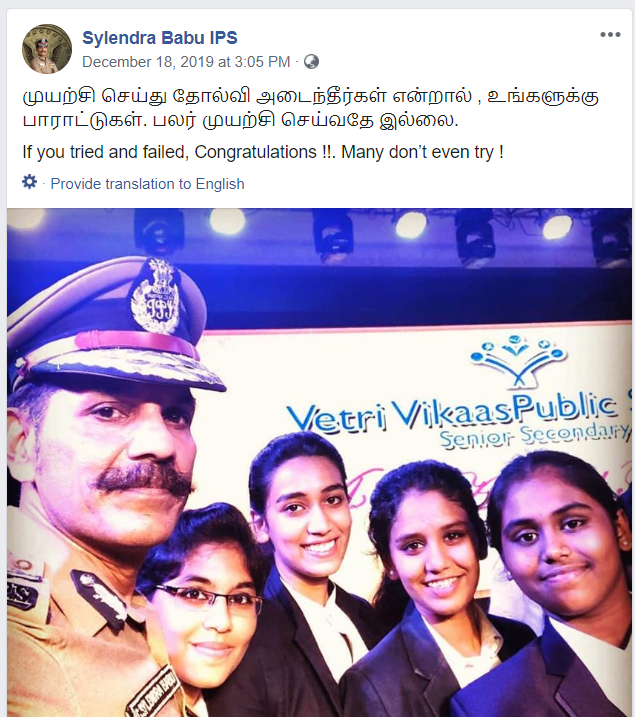 Sylendra Babu IPS
December 18, 2019 at 3:05 PM ·
முயற்சி செய்து தோல்வி அடைந்தீர்கள் என்றால் , உங்களுக்கு
பாராட்டுகள். பலர் முயற்சி செய்வதே இல்லை.
If you tried and failed, Congratulations !!. Many don’t even try !
· Provide translation to English
Vetri VikaasPublic
Senior Secondary
SYLENDRA BABU